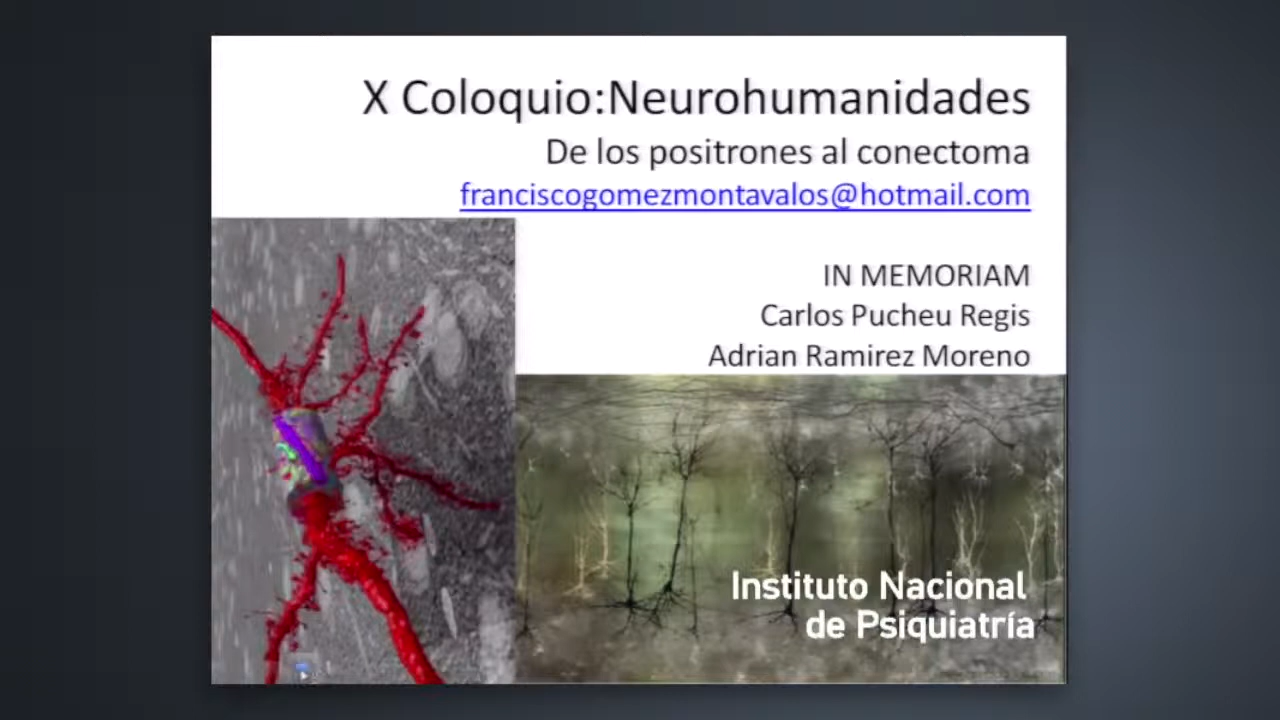 X Coloquio:Neurohumanidades
De los positrones al conectoma
franciscogomezmontavalos@hotmail.com
IN MEMORIAM
Carlos Pucheu Regis
Adrian Ramirez Moreno
Instituto Nacional
de Psiquiatría